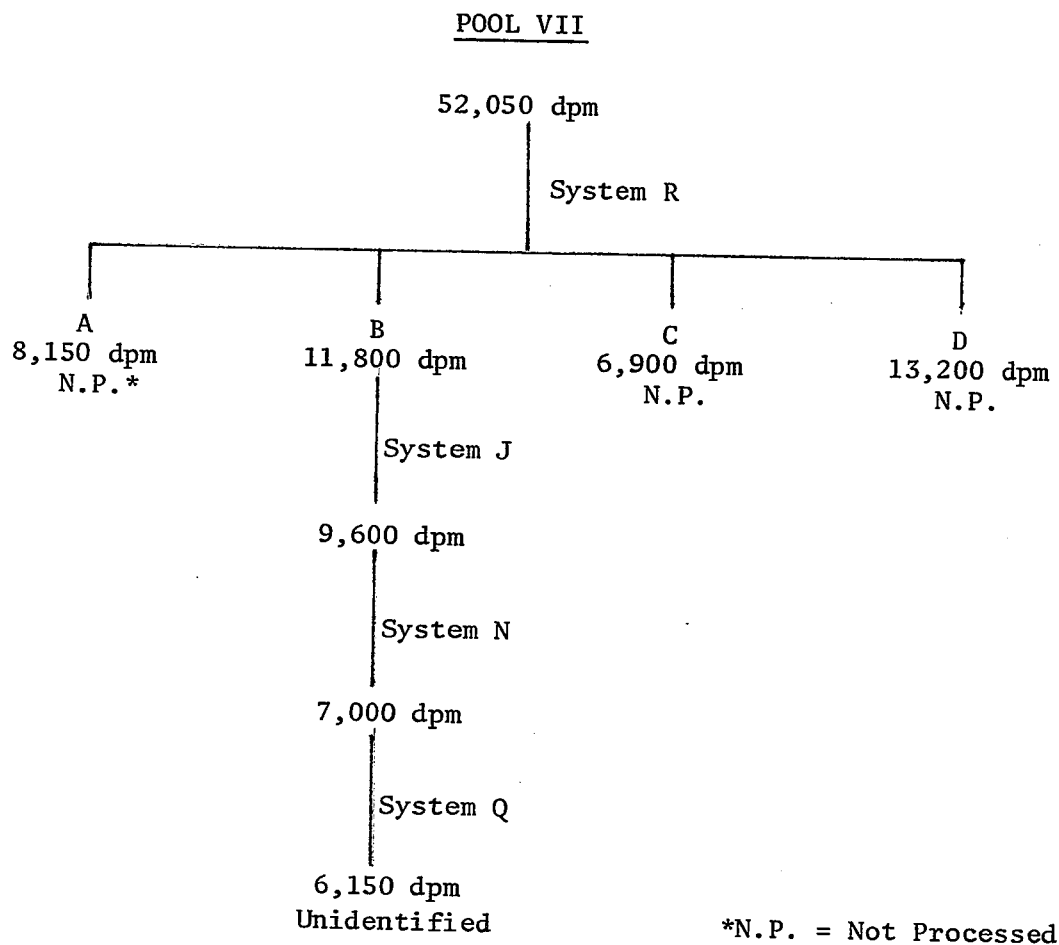 POOL VII
52,050 dpm
System R
A
8,150 dpm
N.P.*
B
11,800 dpm
C
6,900 dpm
N.P.
D
13,200 dpm
N.P.
System J
9,600 dpm
System N
7,000 dpm
System Q
6,150 dpm
Unidentified
*N.P. = Not Processed